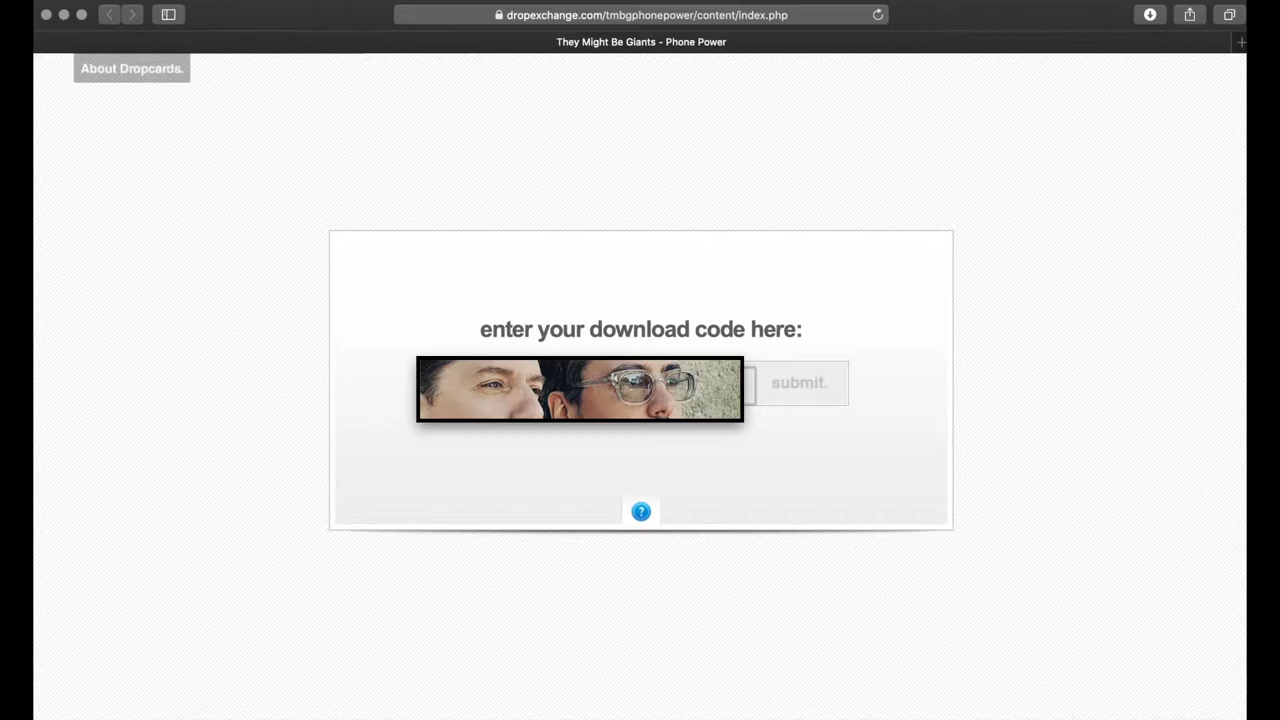 dropexchange.com/tmbgphonepower/content/index.php
They Might Be Giants - Phone Power
About Dropcards.
enter your download code here:
submit.
?